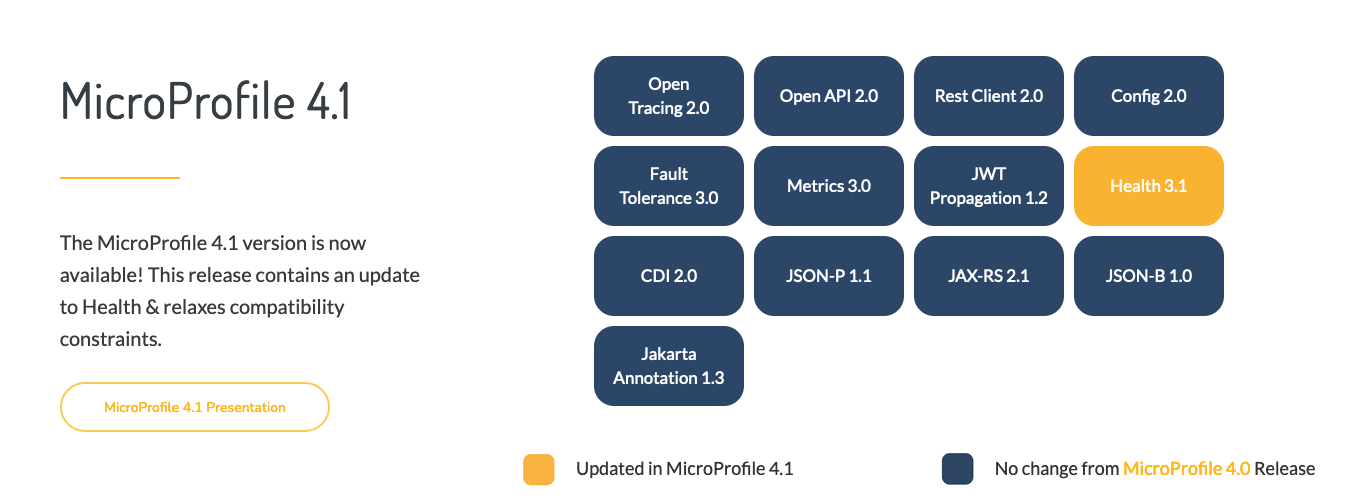 MicroProfile 4.1
The MicroProfile 4.1 version is now
available! This release contains an update
to Health & relaxes compatibility
constraints.
MicroProfile 4.1 Presentation
Open
Tracing 2.0
Open API 2.0
Rest Client 2.0
Config 2.0
Fault
Tolerance 3.0
Metrics 3.0
JWT
Propagation 1.2
Health 3.1
CDI 2.0
JSON-P 1.1
JAX-RS 2.1
JSON-B 1.0
Jakarta
Annotation 1.3
Updated in MicroProfile 4.1
No change from MicroProfile 4.0 Release